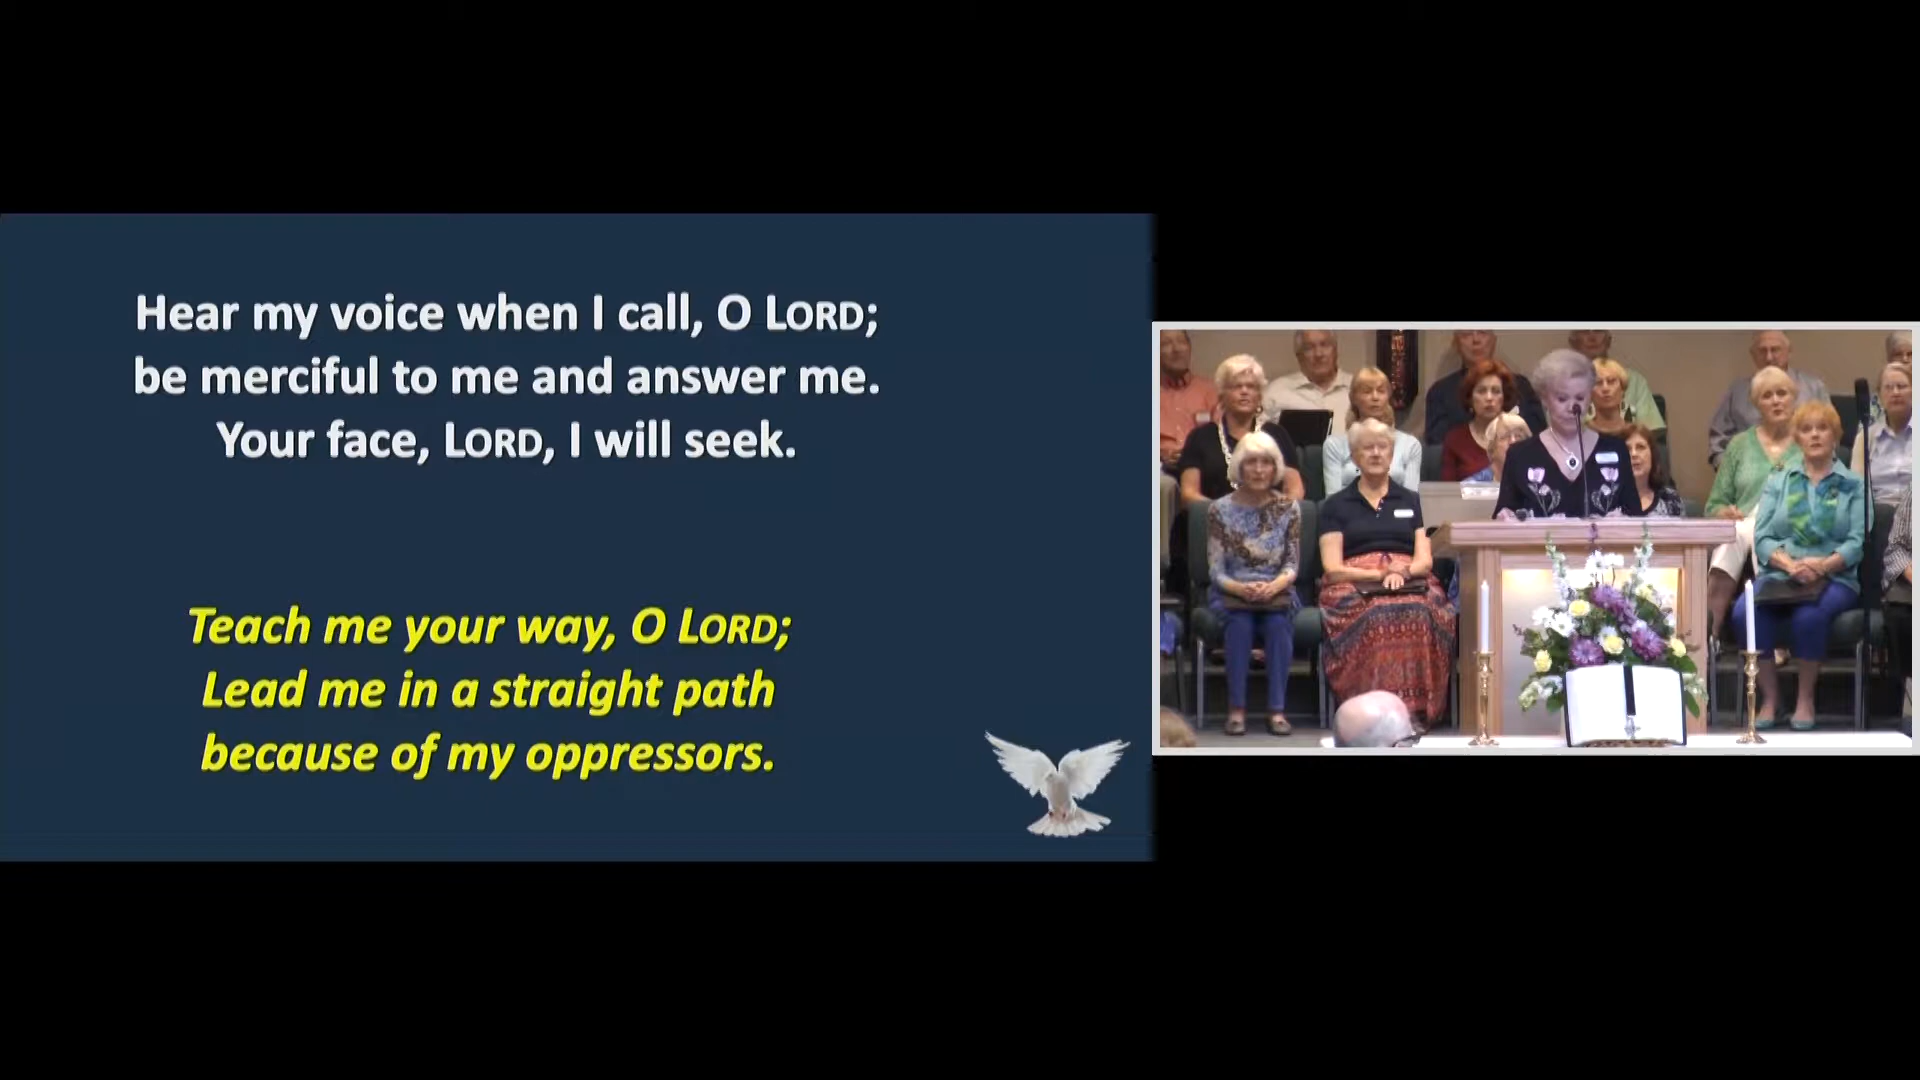 Hear my voice when I call, O LORD;
be merciful to me and answer me.
Your face, LORD, I will seek.
Teach me your way, O LORD;
Lead me in a straight path
because of my oppressors.